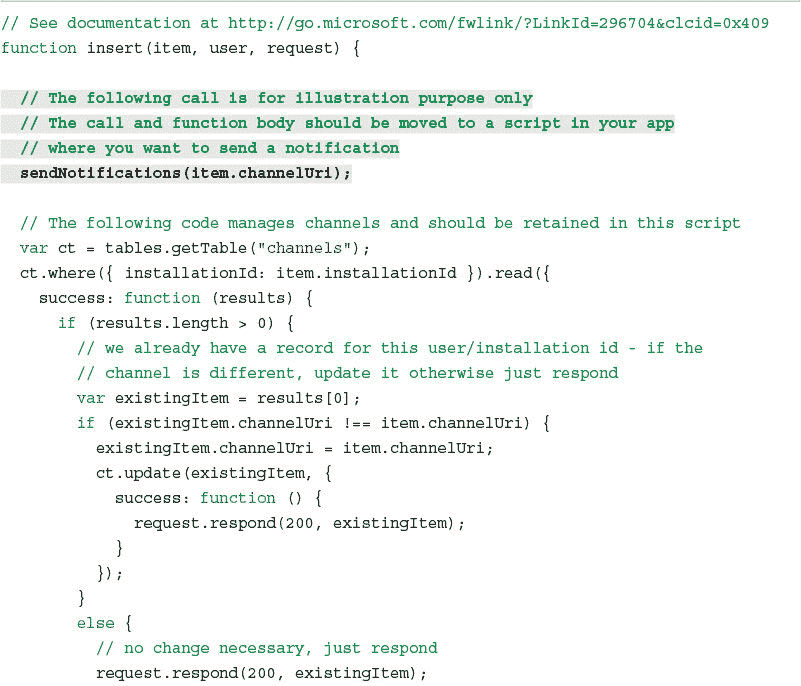 // See documentation at http://go.microsoft.com/fwlink/?LinkId=296704&clcid=0x409
function insert(item, user, request) {
// The following call is for illustration purpose only
// The call and function body should be moved to a script in your app
// where you want to send a notification
sendNotifications(item.channelUri);
// The following code manages channels and should be retained in this script
var ct = tables.getTable("channels");
ct.where({ installationId: item.installationId }).read({
success: function (results) {
if (results.length > 0) {
// we already have a record for this user/installation id - if the
// channel is different, update it otherwise just respond
var existingItem = results[0];
if (existingItem.channelUri !== item.channelUri) {
existingItem.channelUri = item.channelUri;
ct.update(existingItem, {
success: function () {
request.respond(200, existingItem);
}
});
}
else {
// no change necessary, just respond
request.respond(200, existingItem);